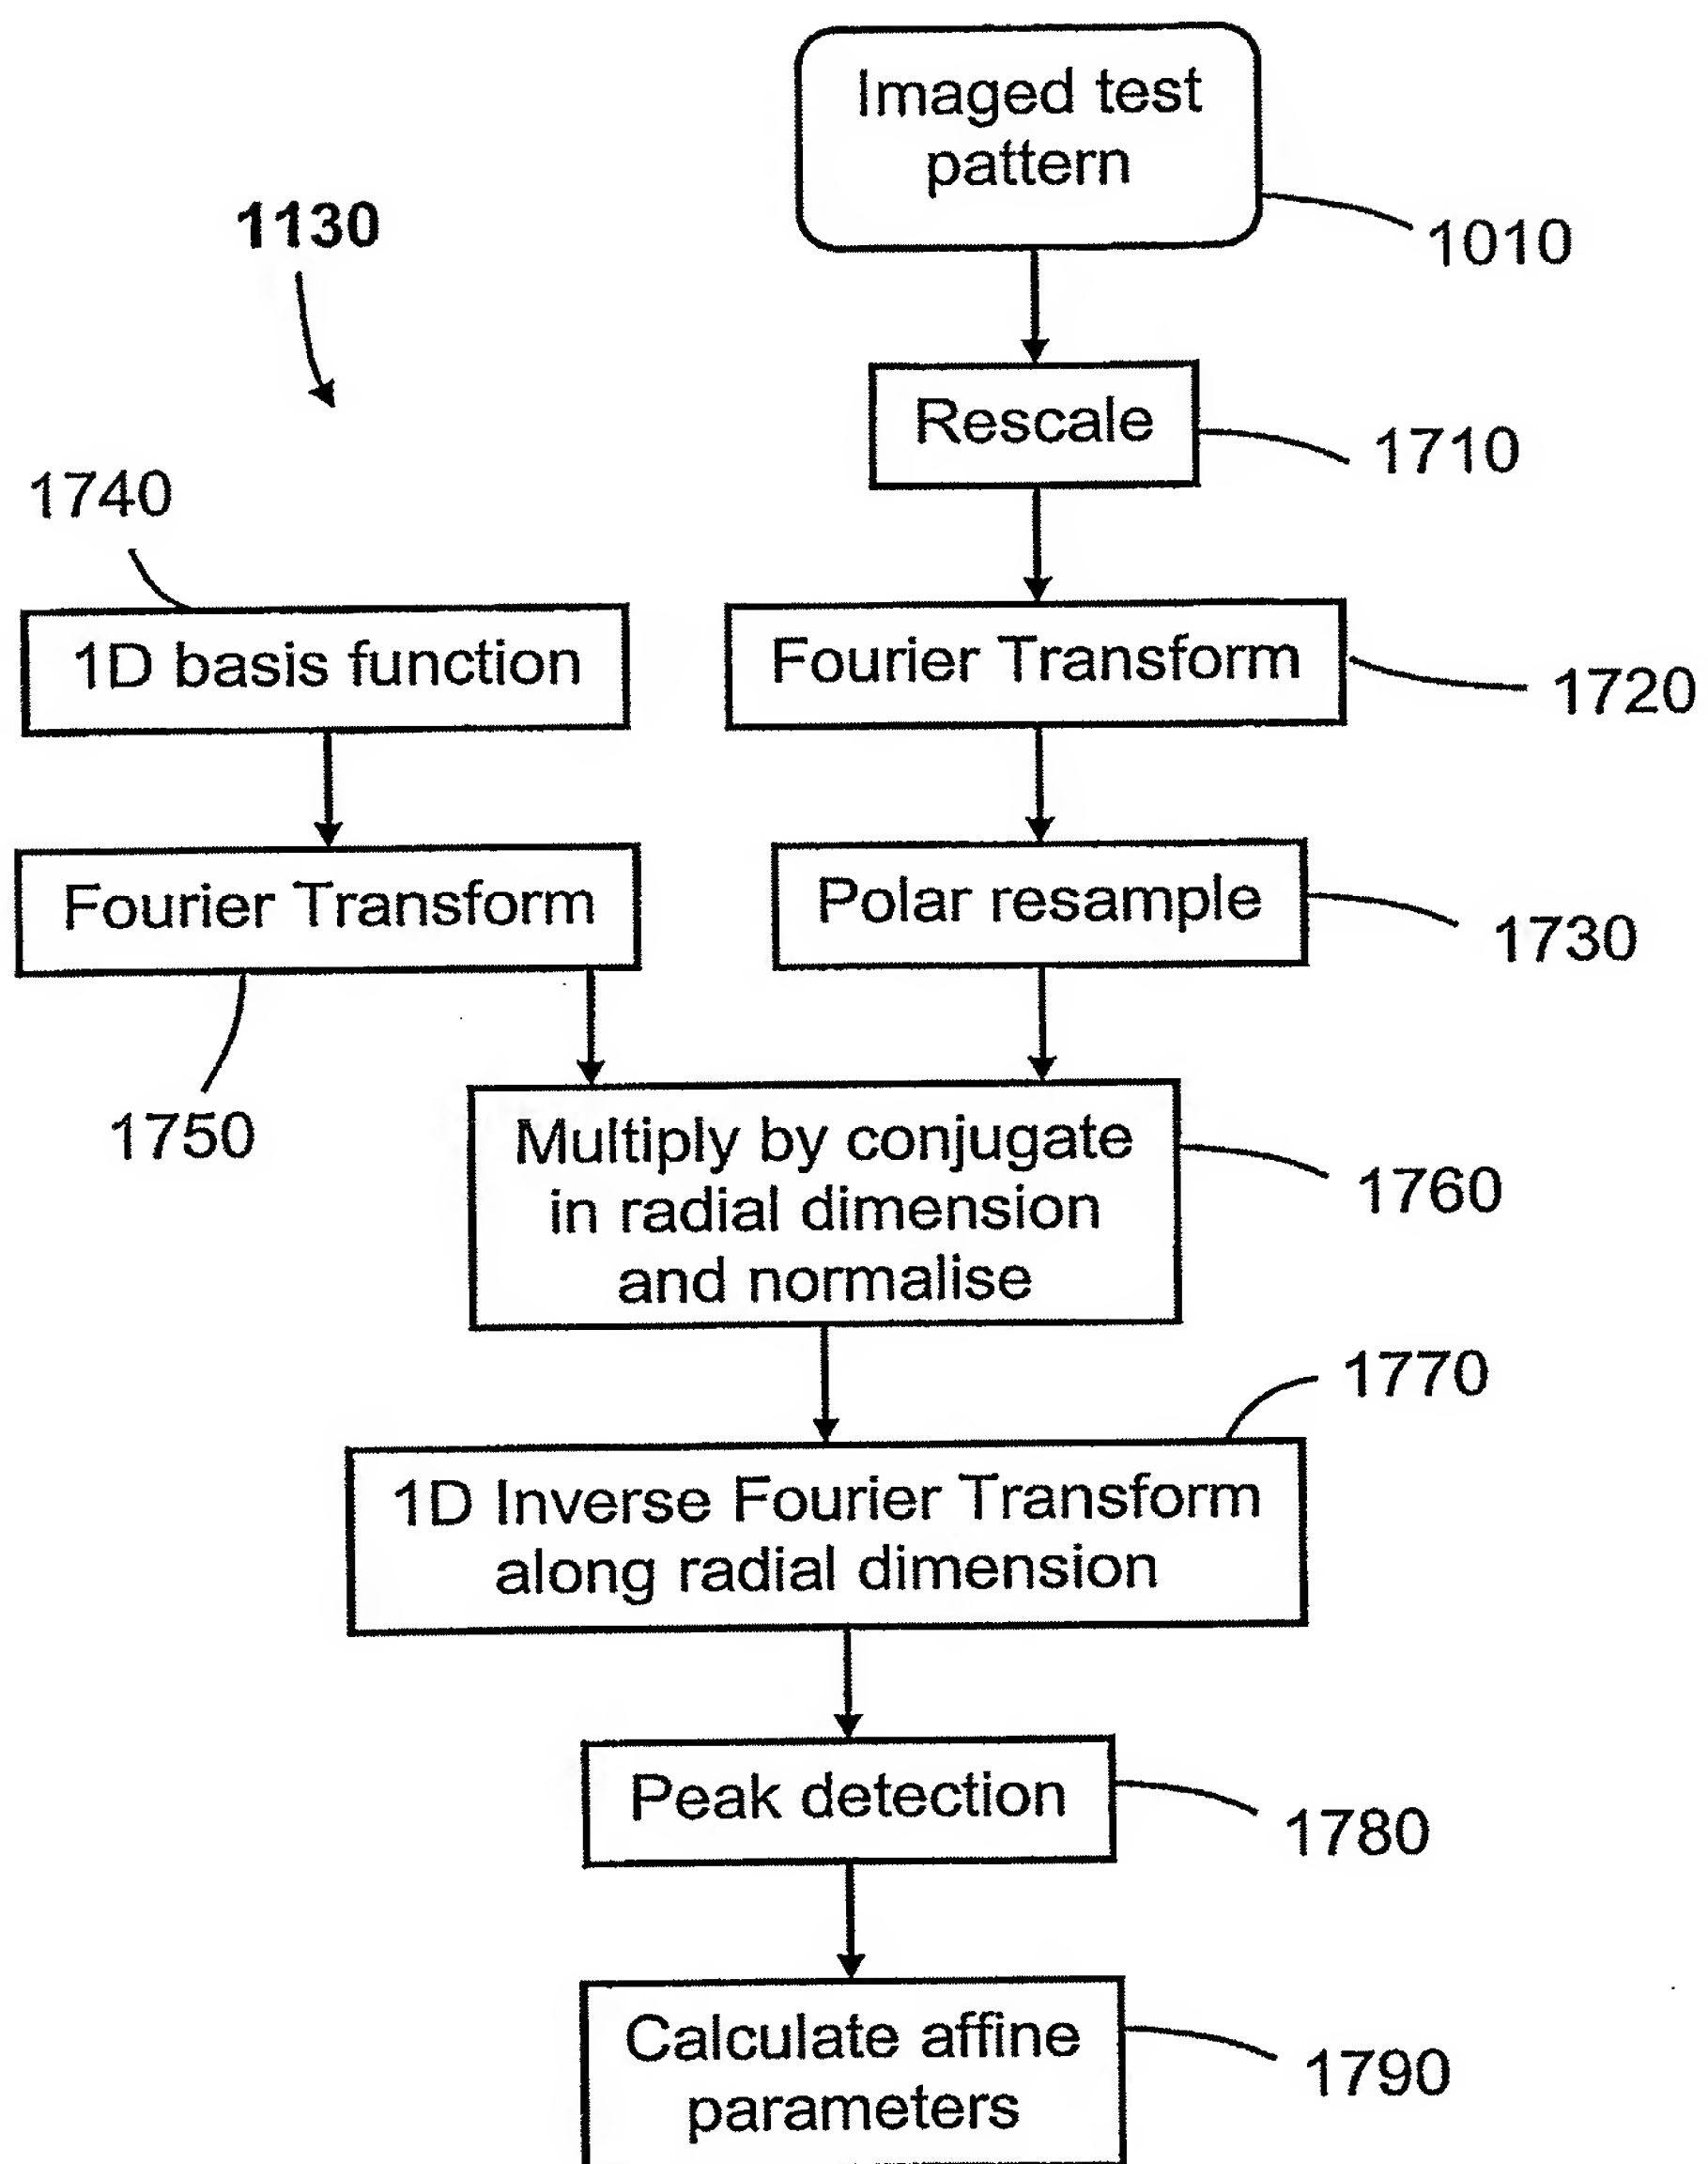 Imaged test
pattern
1010
1130
Rescale
1710
1740
1D basis function
Fourier Transform
1720
Fourier Transform
1750
Polar resample
1730
Multiply by conjugate
in radial dimension
and normalise
1760
1770
1D Inverse Fourier Transform
along radial dimension
Peak detection
1780
Calculate affine
parameters
1790